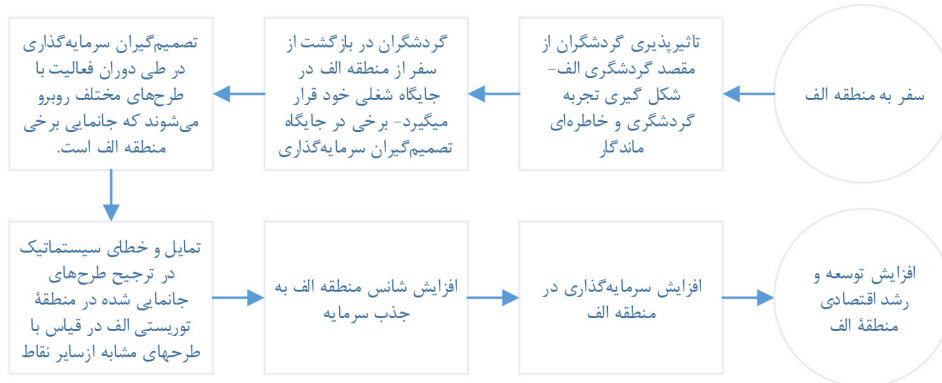 سفر به منطقه الف
تاثیرپذیری گردشگران از
مقصد گردشگری الف-
شکل گیری تجربه
گردشگری و خاطره‌ای
ماندگار
گردشگران در بازگشت از
سفر از منطقه الف در
جایگاه شغلی خود قرار
میگیرد- برخی در جایگاه
تصمیم‌گیران سرمایه‌گذاری
تصمیم‌گیران سرمایه‌گذاری
در طی دوران فعالیت با
طرح‌های مختلف روبرو
می‌شوند که جانمایی برخی
منطقه الف است.
تمایل و خطای سیستماتیک
در ترجیح طرح‌های
جانمایی شده در منطقهٔ
توریستی الف در قیاس با
طرحهای مشابه ازسایر نقاط
افزایش شانس منطقه الف به
جذب سرمایه
افزایش سرمایه‌گذاری در
منطقه الف
افزایش توسعه و
رشد اقتصادی
منطقهٔ الف